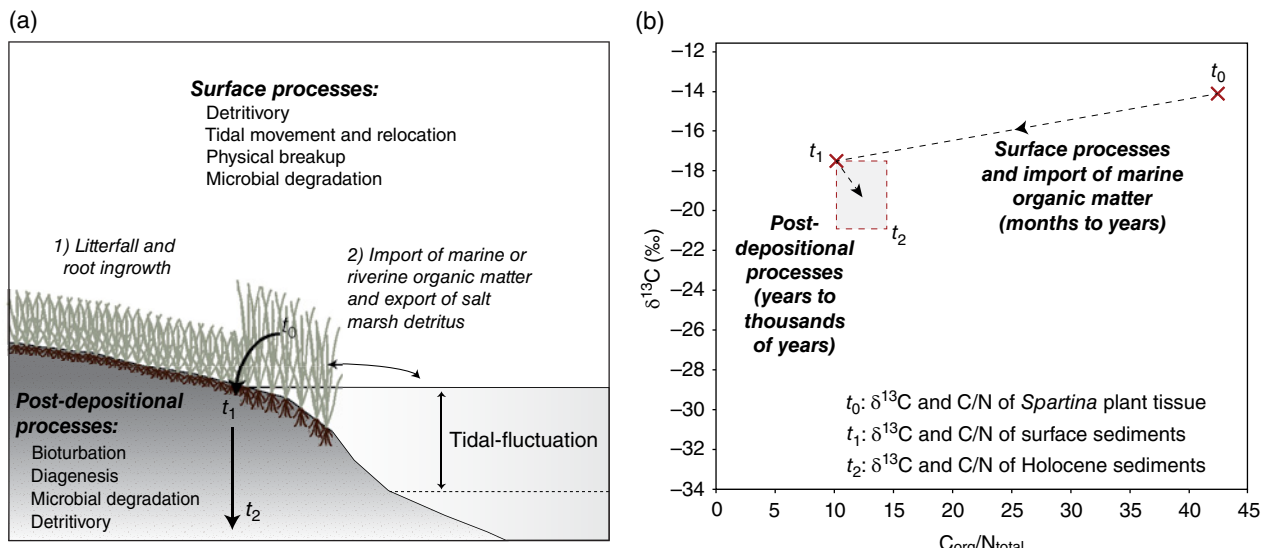 (a)
Surface processes:
Detritivory
Tidal movement and relocation
Physical breakup
Microbial degradation
1) Litterfall and
root ingrowth
2) Import of marine or
riverine organic matter
and export of salt
marsh detritus
t0
t1
Post-depositional
processes:
Bioturbation
Diagenesis
Microbial degradation
Detritivory
t2
Tidal-fluctuation
(b)
−12
−14
−16
−18
−20
−22
−24
−26
−28
−30
−32
−34
δ13C (‰)
t0
t1
Surface processes
and import of marine
organic matter
(months to years)
t2
Post-
depositional
processes
(years to
thousands
of years)
t0: δ13C and C/N of Spartina plant tissue
t1: δ13C and C/N of surface sediments
t2: δ13C and C/N of Holocene sediments
0 5 10 15 20 25 30 35 40 45
Corg/Ntotal